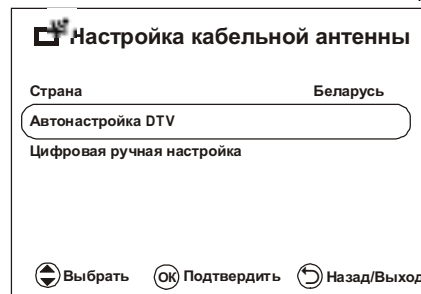 Настройка кабельной антенны
Страна Беларусь
Автонастройка DTV
Цифровая ручная настройка
Выбрать OK Подтвердить Назад/Выход